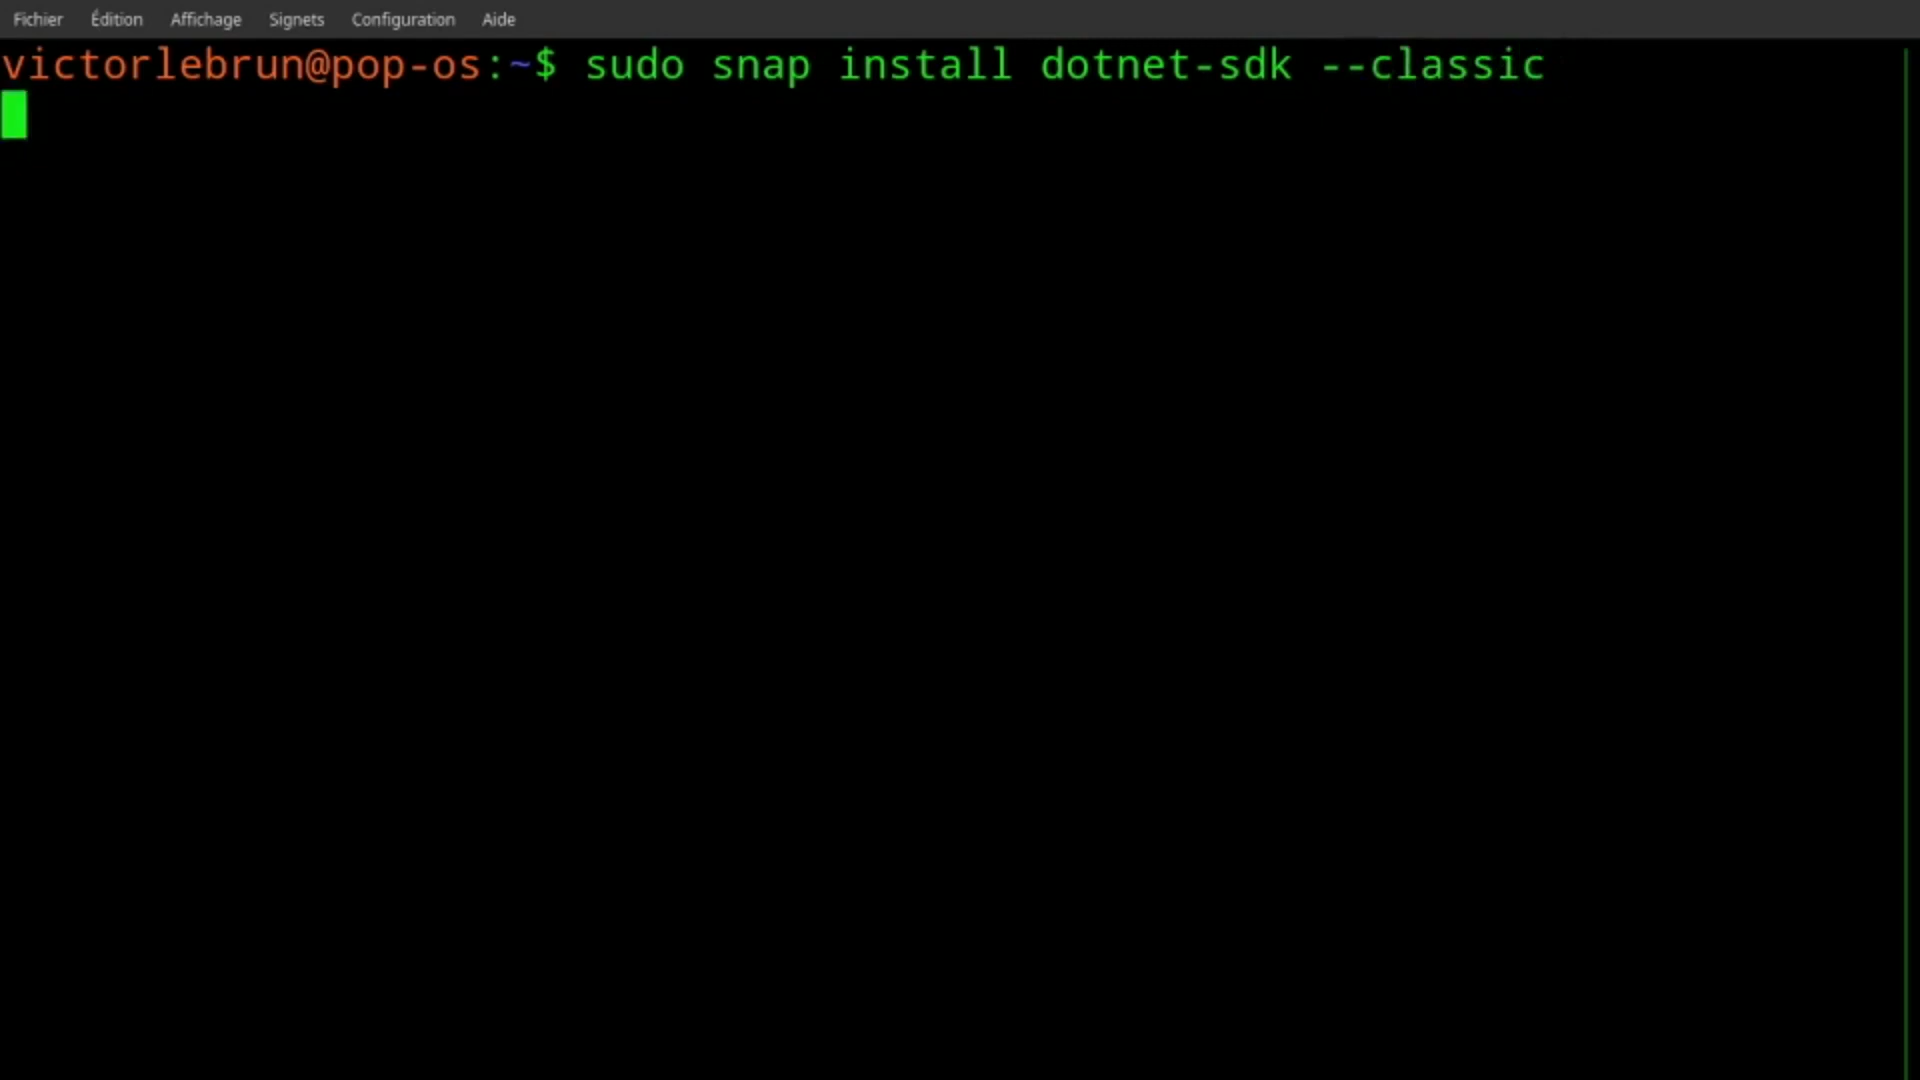 Fichier Édition Affichage Signets Configuration Aide
victorlebrun@pop-os:~$ sudo snap install dotnet-sdk --classic